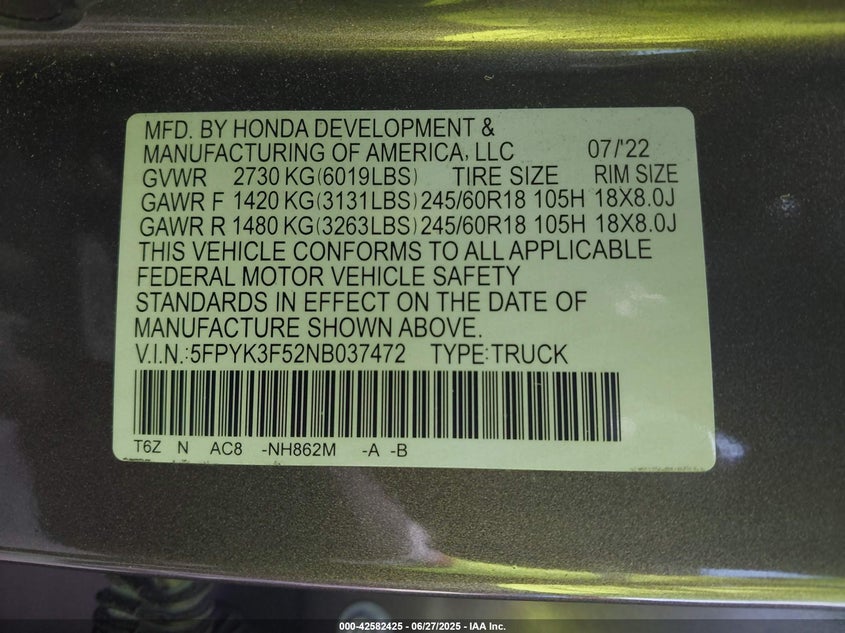 MFD. BY HONDA DEVELOPMENT &
MANUFACTURING OF AMERICA, LLC 07/'22
GVWR 2730 KG(6019LBS) TIRE SIZE RIM SIZE
GAWR F 1420 KG(3131LBS) 245/60R18 105H 18X8.0J
GAWR R 1480 KG(3263LBS) 245/60R18 105H 18X8.0J
THIS VEHICLE CONFORMS TO ALL APPLICABLE
FEDERAL MOTOR VEHICLE SAFETY
STANDARDS IN EFFECT ON THE DATE OF
MANUFACTURE SHOWN ABOVE.
V.I.N.:5FPYK3F52NB037472 TYPE:TRUCK
T6Z N AC8 -NH862M -A -B
000-42582425 - 06/27/2025 - IAA Inc.